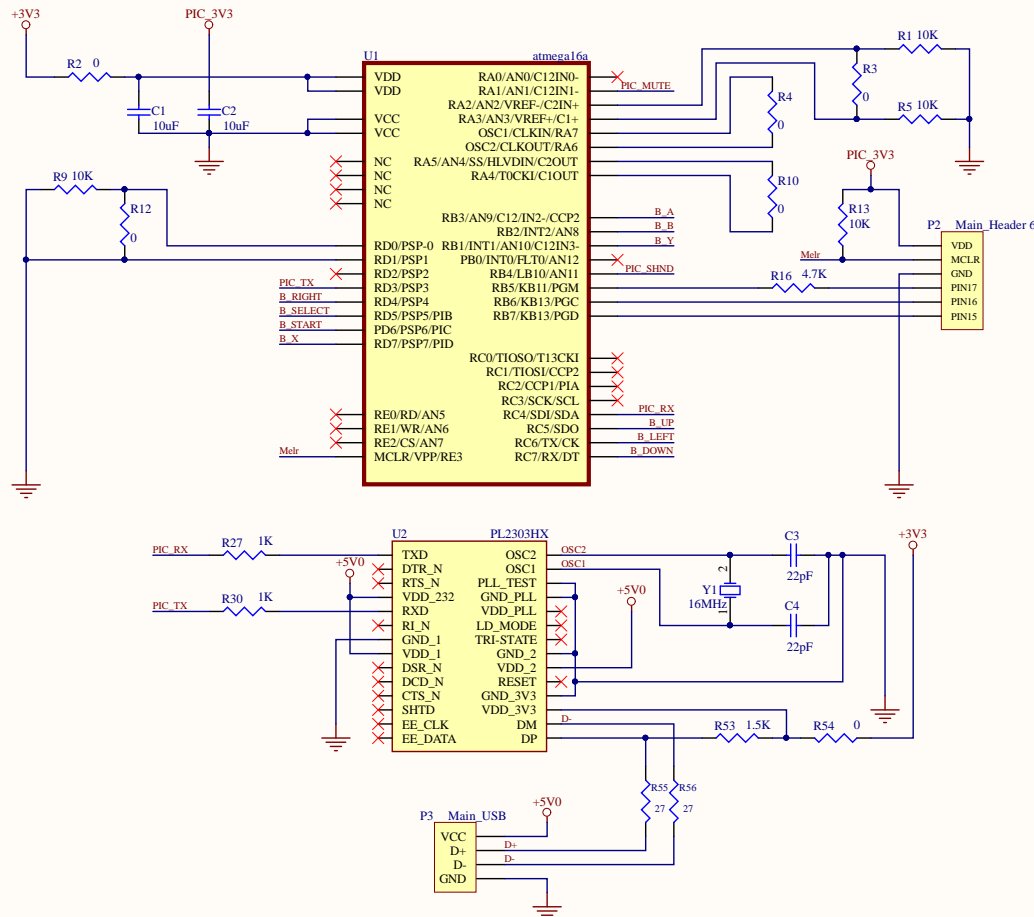 +3V3
PIC_3V3
R2 0
C1
10uF
C2
10uF
U1
atmega16a
VDD
VDD
VCC
VCC
NC
NC
NC
NC
RD0/PSP-0
RD1/PSP1
RD2/PSP2
RD3/PSP3
RD4/PSP4
RD5/PSP5/PIB
PD6/PSP6/PIC
RD7/PSP7/PID
RE0/RD/AN5
RE1/WR/AN6
RE2/CS/AN7
MCLR/VPP/RE3
RA0/AN0/C12IN0-
RA1/AN1/C12IN1-
RA2/AN2/VREF-/C2IN+
RA3/AN3/VREF+/C1+
OSC1/CLKIN/RA7
OSC2/CLKOUT/RA6
RA5/AN4/SS/HLVDIN/C2OUT
RA4/T0CKI/C1OUT
RB3/AN9/C12/IN2-/CCP2
RB2/INT2/AN8
RB1/INT1/AN10/C12IN3-
PB0/INT0/FLT0/AN12
RB4/LB10/AN11
RB5/KB11/PGM
RB6/KB13/PGC
RB7/KB13/PGD
RC0/TIOSO/T13CKI
RC1/TIOSI/CCP2
RC2/CCP1/PIA
RC3/SCK/SCL
RC4/SDI/SDA
RC5/SDO
RC6/TX/CK
RC7/RX/DT
R9 10K
R12
0
PIC_TX
B_RIGHT
B_SELECT
B_START
B_X
Melr
PIC_MUTE
B_A
B_B
B_Y
PIC_SHND
PIC_RX
B_UP
B_LEFT
B_DOWN
R1 10K
R3
0
R5 10K
R4
0
R10
0
PIC_3V3
R13
10K
Melr
R16 4.7K
P2 Main_Header 6
VDD
MCLR
GND
PIN17
PIN16
PIN15
U2
PL2303HX
PIC_RX
R27 1K
+5V0
PIC_TX
R30 1K
TXD
DTR_N
RTS_N
VDD_232
RXD
RI_N
GND_1
VDD_1
DSR_N
DCD_N
CTS_N
SHTD
EE_CLK
EE_DATA
OSC2
OSC1
PLL_TEST
GND_PLL
VDD_PLL
LD_MODE
TRI-STATE
GND_2
VDD_2
RESET
GND_3V3
VDD_3V3
DM
DP
OSC2
OSC1
+5V0
2
Y1
16MHz
1
C3
22pF
C4
22pF
+3V3
D-
R53 1.5K
R54 0
R55
27
R56
27
P3 Main_USB
+5V0
VCC
D+
D-
GND
D+
D-